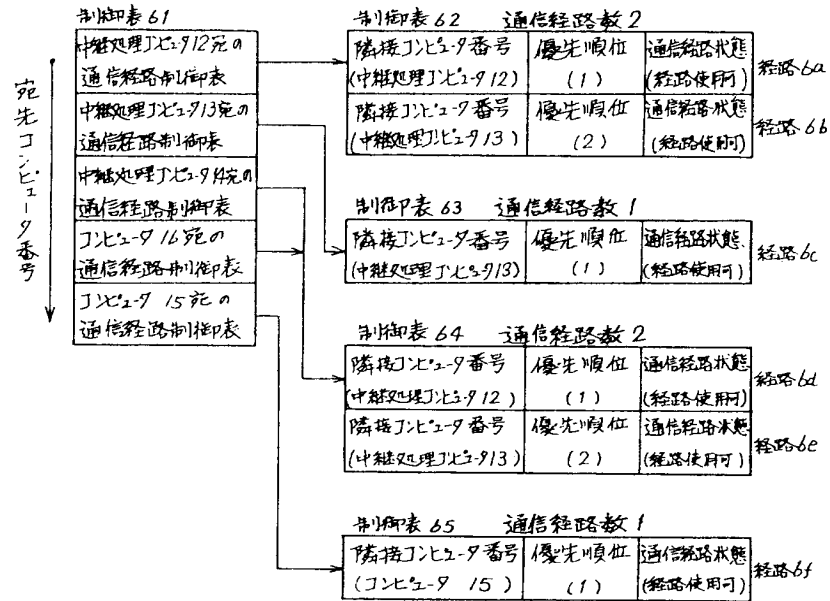 制御表61
中継処理コンピュータ12宛の
通信経路制御表
中継処理コンピュータ13宛の
通信経路制御表
中継処理コンピュータ14宛の
通信経路制御表
コンピュータ 16宛の
通信経路制御表
コンピュータ 15宛の
通信経路制御表
宛先コンピュータ番号
制御表62 通信経路数2
隣接コンピュータ番号 優先順位 通信経路状態
(中継処理コンピュータ12) (1) (経路使用可) 経路6a
隣接コンピュータ番号 優先順位 通信経路状態
(中継処理コンピュータ13) (2) (経路使用可) 経路6b
制御表63 通信経路数1
隣接コンピュータ番号 優先順位 通信経路状態
(中継処理コンピュータ13) (1) (経路使用可) 経路6c
制御表64 通信経路数2
隣接コンピュータ番号 優先順位 通信経路状態
(中継処理コンピュータ12) (1) (経路使用可) 経路6d
隣接コンピュータ番号 優先順位 通信経路状態
(中継処理コンピュータ13) (2) (経路使用可) 経路6e
制御表65 通信経路数1
隣接コンピュータ番号 優先順位 通信経路状態
(コンピュータ 15) (1) (経路使用可) 経路6f